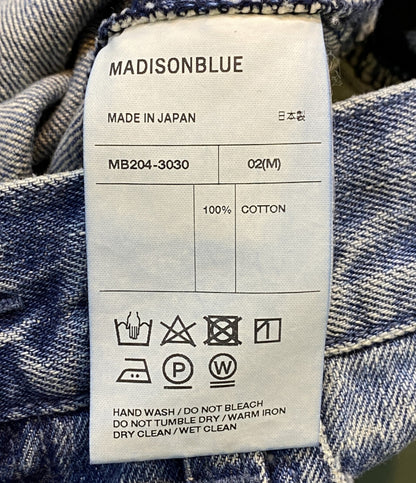 MADISONBLUE
MADE IN JAPAN 日本製
MB204-3030 02(M)
100% COTTON
P W
HAND WASH / DO NOT BLEACH
DO NOT TUMBLE DRY / WARM IRON
DRY CLEAN / WET CLEAN